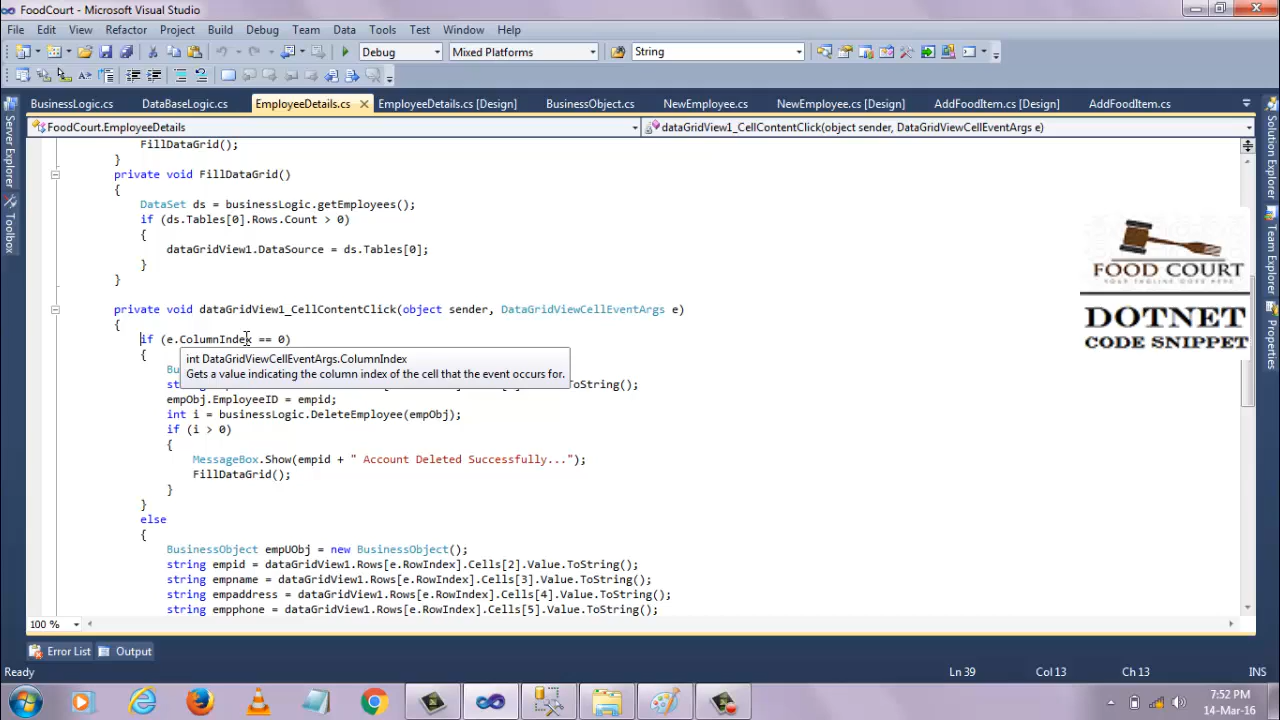 FoodCourt - Microsoft Visual Studio
File Edit View Refactor Project Build Debug Team Data Tools Test Window Help
Debug Mixed Platforms String
BusinessLogic.cs DataBaseLogic.cs EmployeeDetails.cs EmployeeDetails.cs [Design] BusinessObject.cs NewEmployee.cs NewEmployee.cs [Design] AddFoodItem.cs [Design] AddFoodItem.cs
FoodCourt.EmployeeDetails dataGridView1_CellContentClick(object sender, DataGridViewCellEventArgs e)
Server Explorer
Toolbox
Solution Explorer
Team Explorer
Properties
FillDataGrid();
}
private void FillDataGrid()
{
DataSet ds = businessLogic.getEmployees();
if (ds.Tables[0].Rows.Count > 0)
{
dataGridView1.DataSource = ds.Tables[0];
}
}
private void dataGridView1_CellContentClick(object sender, DataGridViewCellEventArgs e)
{
if (e.ColumnIndex == 0)
{
int DataGridViewCellEventArgs.ColumnIndex
Gets a value indicating the column index of the cell that the event occurs for.
ToString();
empObj.EmployeeID = empid;
int i = businessLogic.DeleteEmployee(empObj);
if (i > 0)
{
MessageBox.Show(empid + " Account Deleted Successfully...");
FillDataGrid();
}
}
else
{
BusinessObject empUObj = new BusinessObject();
string empid = dataGridView1.Rows[e.RowIndex].Cells[2].Value.ToString();
string empname = dataGridView1.Rows[e.RowIndex].Cells[3].Value.ToString();
string empaddress = dataGridView1.Rows[e.RowIndex].Cells[4].Value.ToString();
string empphone = dataGridView1.Rows[e.RowIndex].Cells[5].Value.ToString();
FOOD COURT
DOTNET
CODE SNIPPET
100 %
Error List Output
Ready Ln 39 Col 13 Ch 13 INS
7:52 PM
14-Mar-16